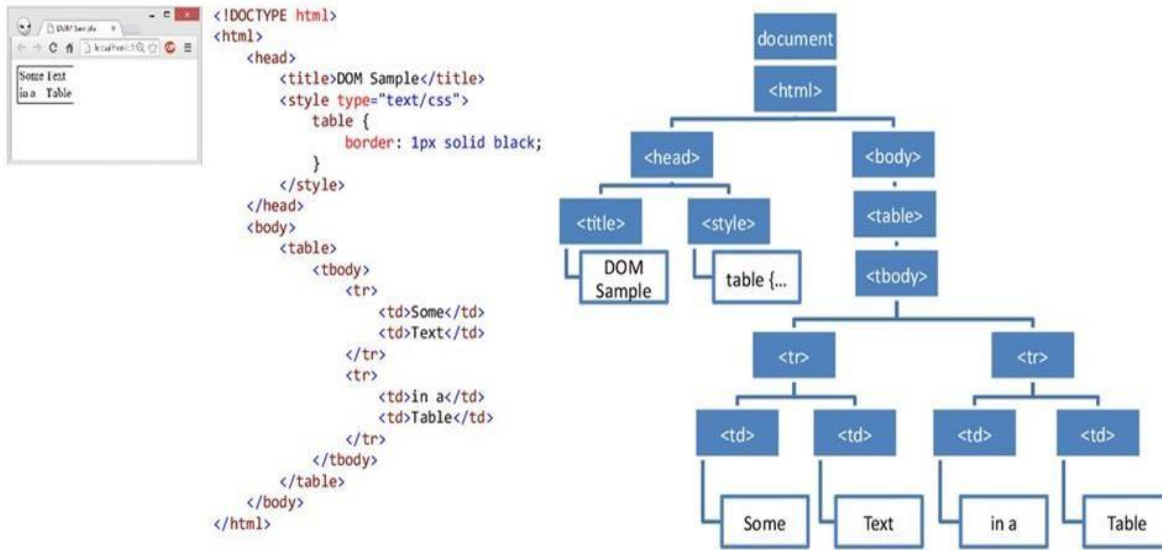 DOM Sample
Some Text
in a Table
<!DOCTYPE html>
<html>
<head>
<title>DOM Sample</title>
<style type="text/css">
table {
border: 1px solid black;
}
</style>
</head>
<body>
<table>
<tbody>
<tr>
<td>Some</td>
<td>Text</td>
</tr>
<tr>
<td>in a</td>
<td>Table</td>
</tr>
</tbody>
</table>
</body>
</html>
document
<html>
<head>
<body>
<title>
<style>
<table>
DOM
Sample
table {...
<tbody>
<tr>
<tr>
<td>
<td>
<td>
<td>
Some
Text
in a
Table